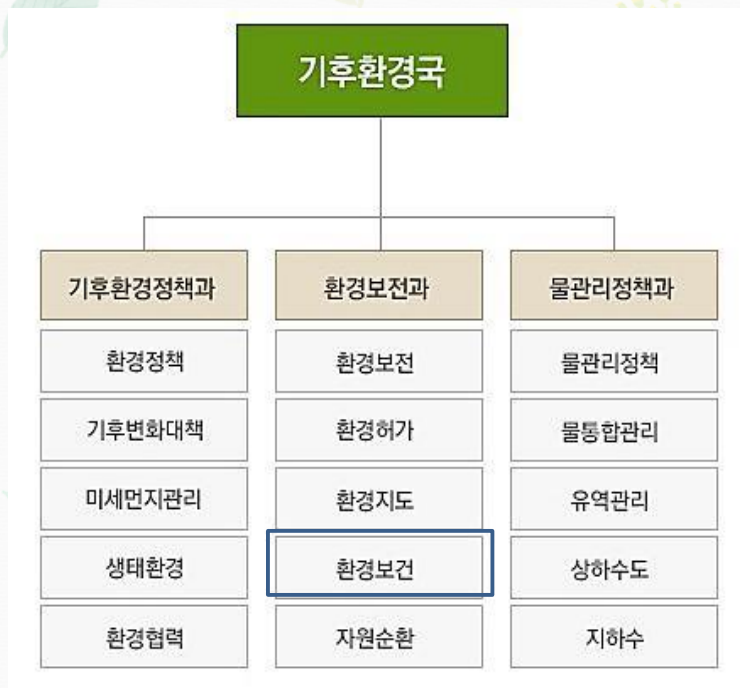 기후환경국
기후환경정책과
환경정책
기후변화대책
미세먼지관리
생태환경
환경협력
환경보전과
환경보전
환경허가
환경지도
환경보건
자원순환
물관리정책과
물관리정책
물통합관리
유역관리
상하수도
지하수